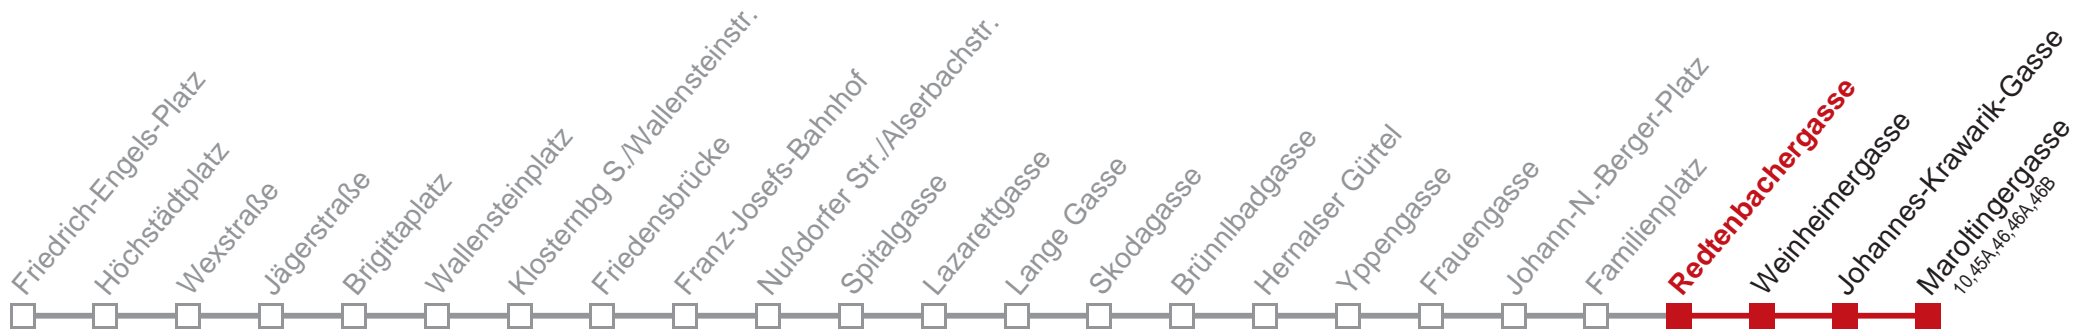 Friedrich-Engels-Platz
Höchstädtplatz
Wexstraße
Jägerstraße
Brigittaplatz
Wallensteinplatz
Klosternbg S./Wallensteinstr.
Friedensbrücke
Franz-Josefs-Bahnhof
Nußdorfer Str./Alserbachstr.
Spitalgasse
Lazarettgasse
Lange Gasse
Skodagasse
Brünnlbadgasse
Hernalser Gürtel
Yppengasse
Frauengasse
Johann-N.-Berger-Platz
Familienplatz
Redtenbachergasse
Weinheimergasse
Johannes-Krawarik-Gasse
Maroltingergasse
10,45A,46,46A,46B